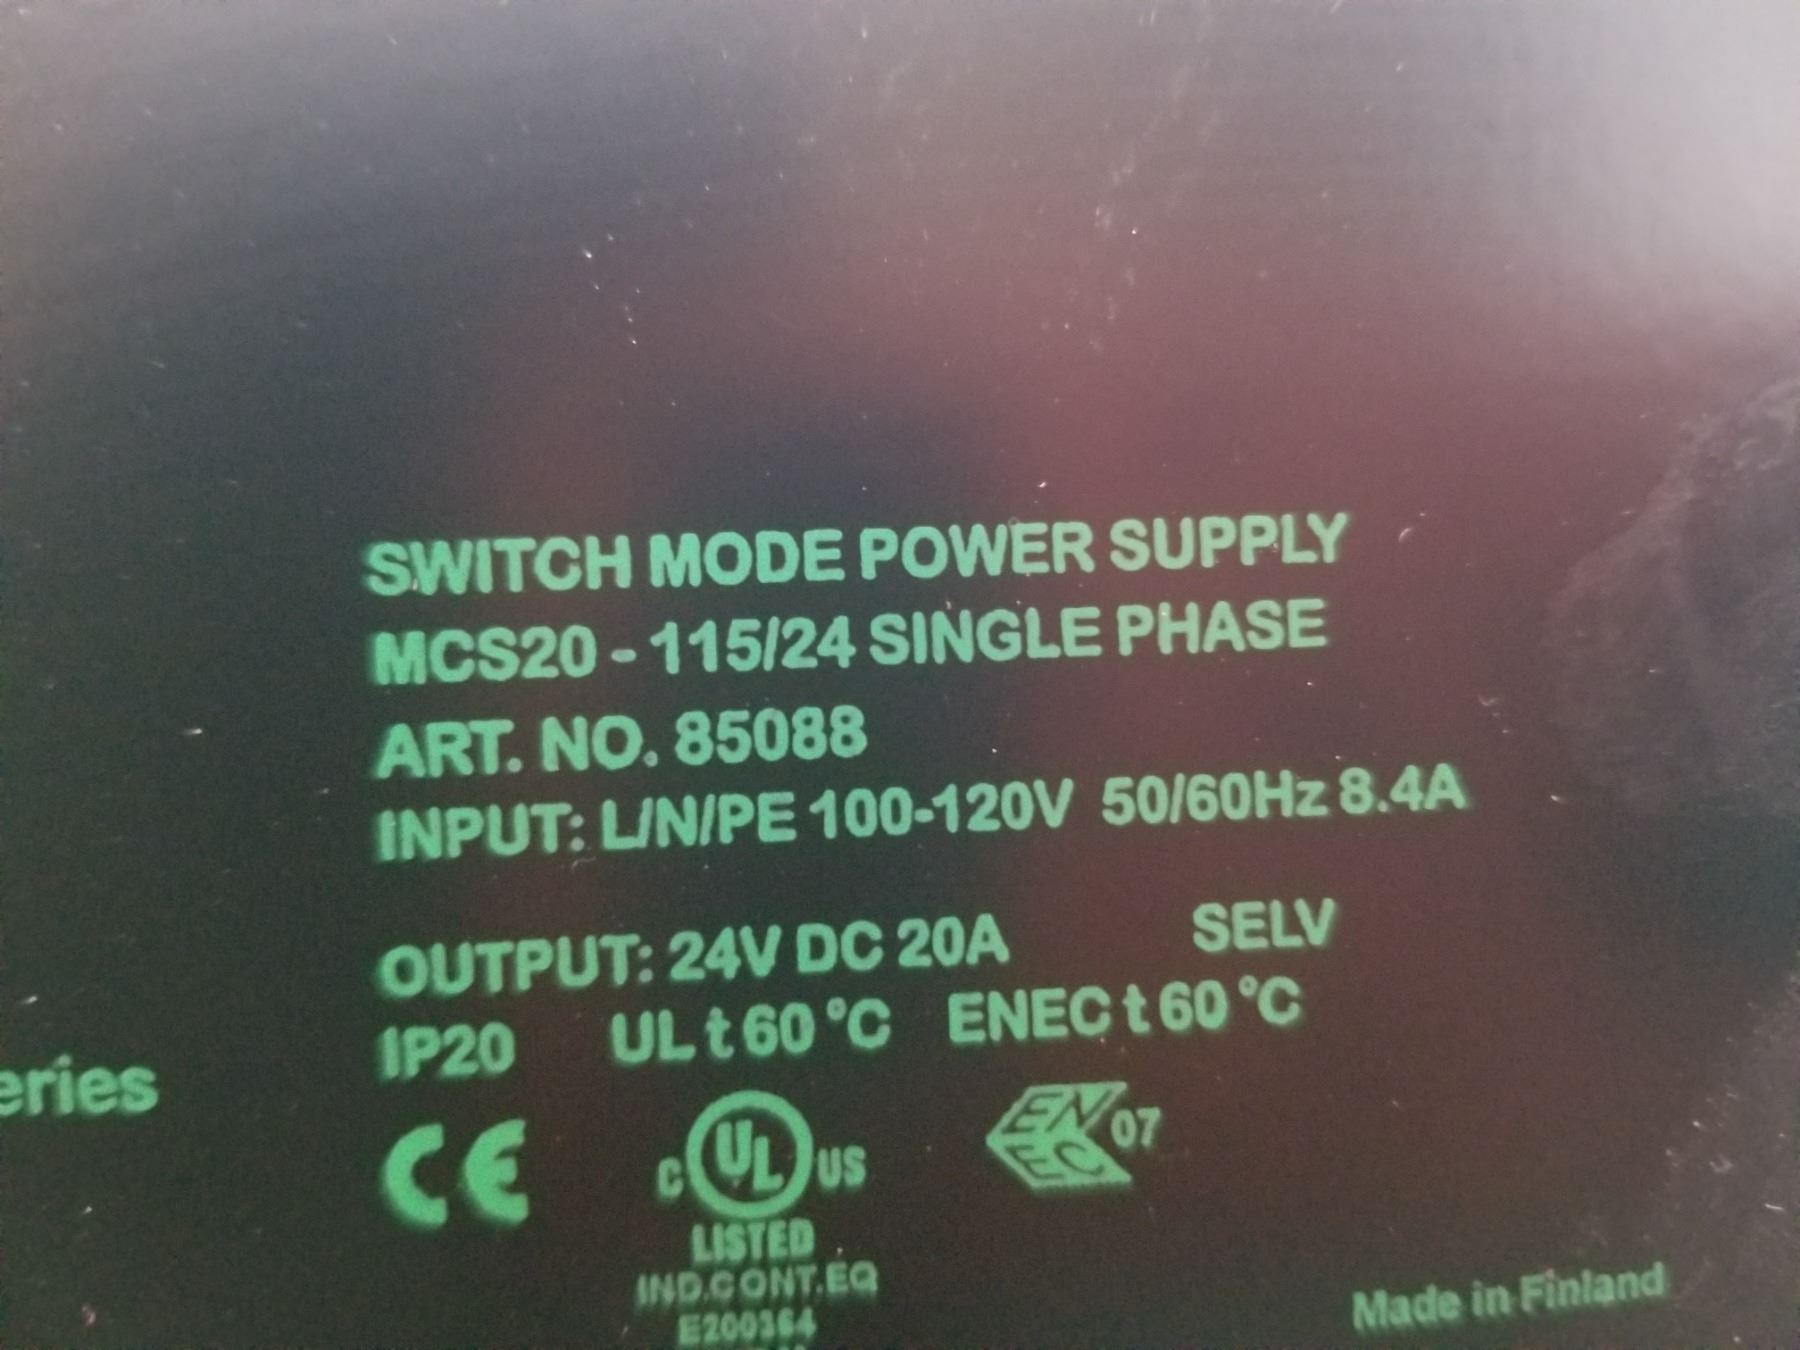 SWITCH MODE POWER SUPPLY
MCS20 - 115/24 SINGLE PHASE
ART. NO. 85088
INPUT: L/N/PE 100-120V 50/60Hz 8.4A
OUTPUT: 24V DC 20A SELV
IP20 UL t 60 °C ENEC t 60 °C
eries
CE
C UL US
EN EC 07
LISTED
IND.CONT.EQ
E200364
Made in Finland